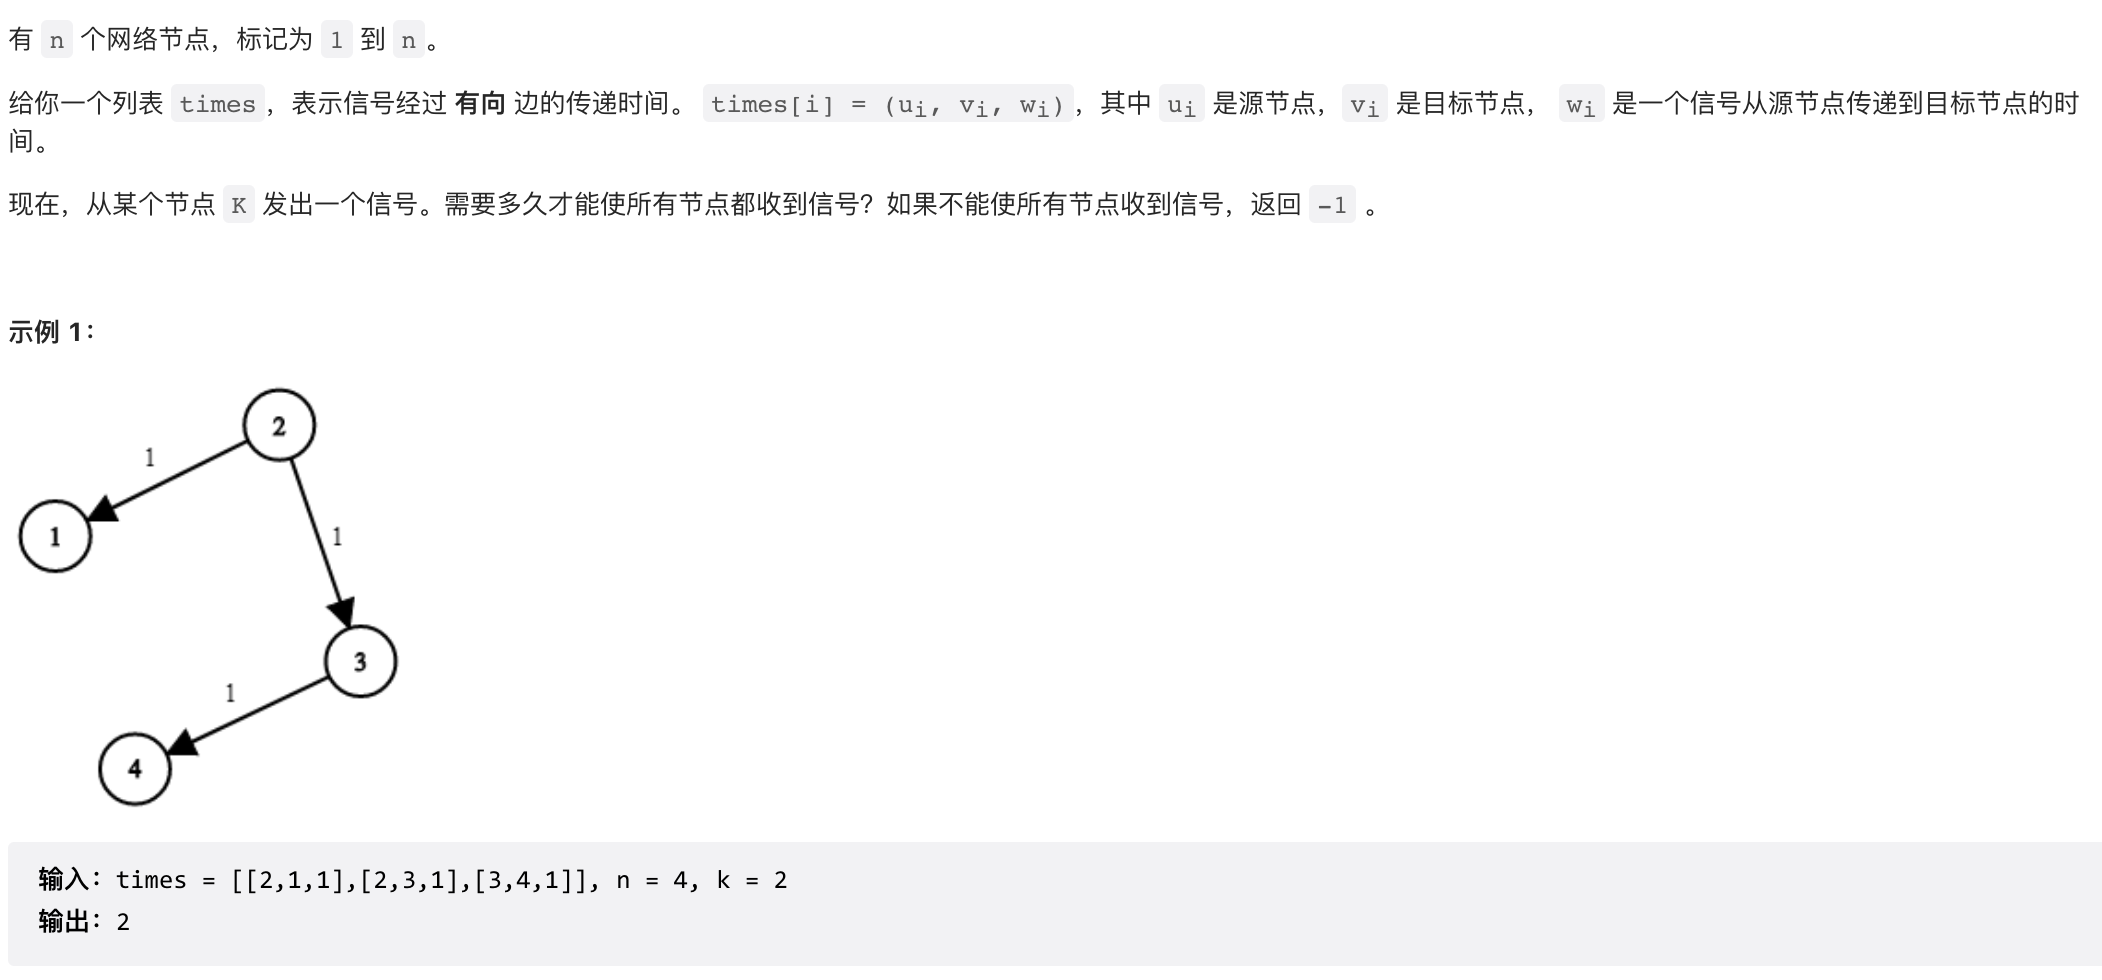 有 n 个网络节点，标记为 1 到 n 。
给你一个列表 times ，表示信号经过 有向 边的传递时间。 times[i] = (ui, vi, wi) ，其中 ui 是源节点， vi 是目标节点， wi 是一个信号从源节点传递到目标节点的时
间。
现在，从某个节点 K 发出一个信号。需要多久才能使所有节点都收到信号？如果不能使所有节点收到信号，返回 -1 。
示例 1：
2
1
1
1
3
1
4
输入：times = [[2,1,1],[2,3,1],[3,4,1]], n = 4, k = 2
输出：2